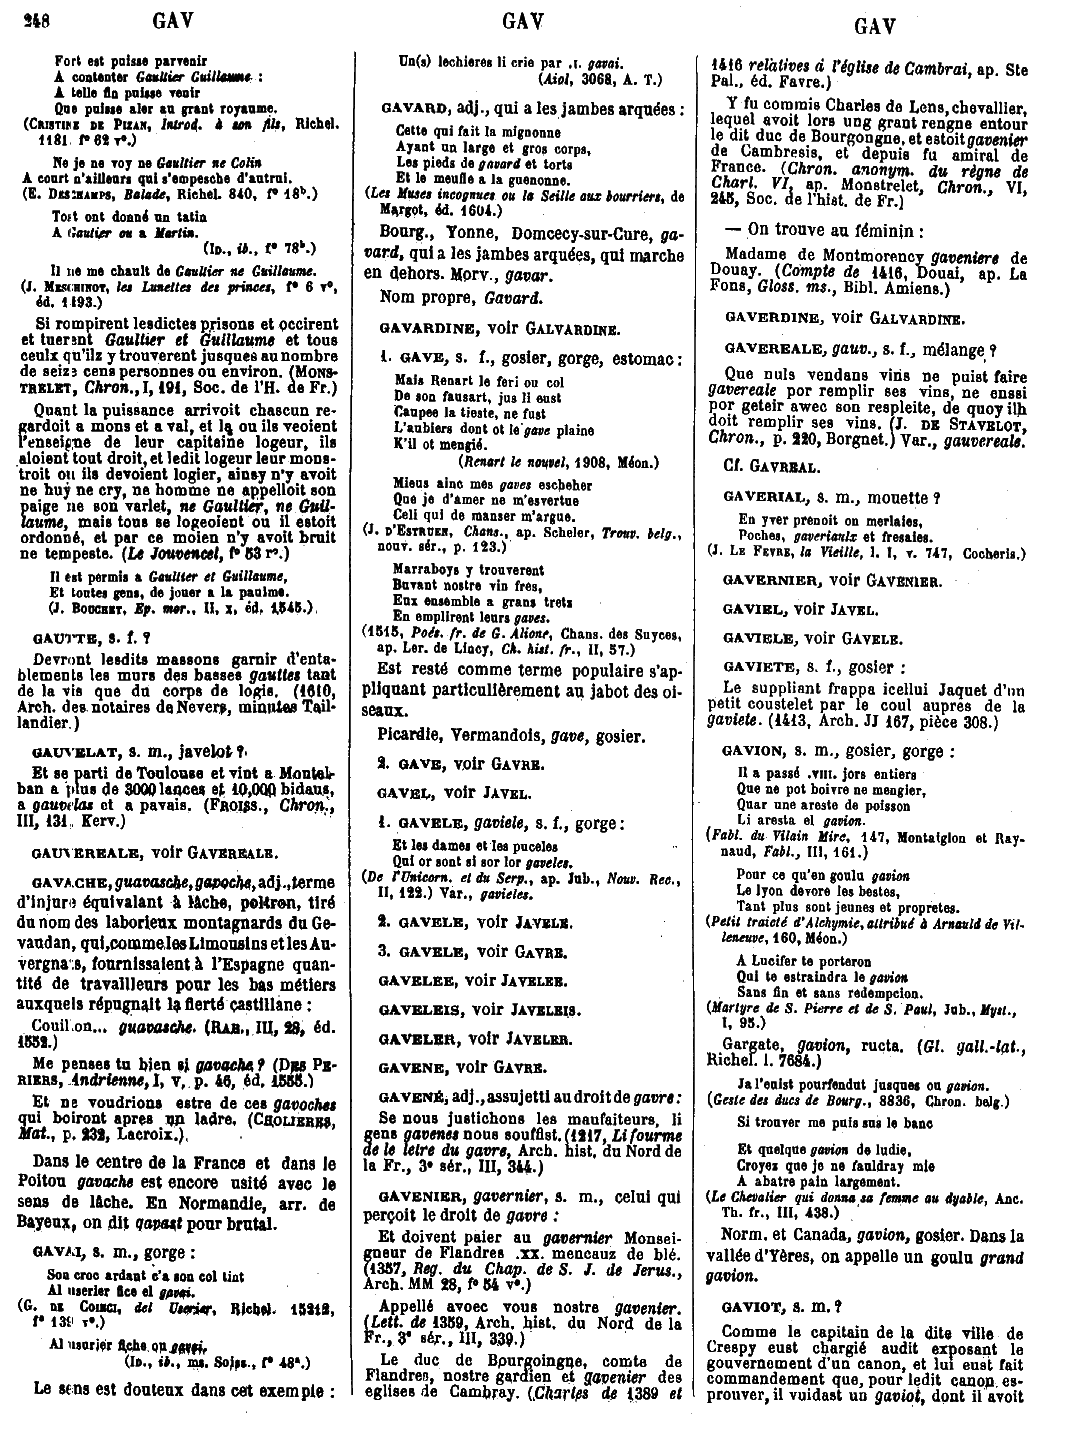 248 GAV GAV GAV
Fort est puisse parvenir
A contenter Gaultier Guillaume :
A telle fin puisse venir
Que puisse aler au grant royaume.
(CRISTINE DE PIZAN, Introd. à son fils, Richel.
1181 f° 62 v°.)
Ne je ne voy ne Gaultier ne Colin
A court n'ailleurs qui s'empesche d'autrui.
(E. DESCHAMPS, Balade, Richel. 840, f° 18ᵇ.)
Tost ont donné un tatin
A Gautier ou a Martin.
(ID., ib., f° 78ᵇ.)
Il ne me chault de Gaultier ne Guillaume.
(J. MESCHINOT, les Lunettes des princes, f° 6 v°,
éd. 1493.)
Si rompirent lesdictes prisons et occirent
et tuerent Gaultier et Guillaume et tous
ceulx qu'ilz y trouverent jusques au nombre
de seize cens personnes ou environ. (MONS-
TRELET, Chron., I, 191, Soc. de l'H. de Fr.)
Quant la puissance arrivoit chascun re-
gardoit a mons et a val, et la ou ils veoient
l'enseigne de leur capitaine logeur, ils
aloient tout droit, et ledit logeur leur mons-
troit ou ils devoient logier, ainsy n'y avoit
ne huy ne cry, ne homme ne appelloit son
paige ne son varlet, ne Gaultier, ne Guil-
laume, mais tous se logeoient ou il estoit
ordonné, et par ce moien n'y avoit bruit
ne tempeste. (Le Jouvencel, f° 53 r°.)
Il est permis a Gaultier et Guillaume,
Et toutes gens, de jouer a la paulme.
(J. BOUCHET, Ep. mor., II, x, éd. 1545.)
GAUTTE, s. f. ?
Devront lesdits massons garnir d'enta-
blements les murs des basses gauttes tant
de la vis que du corps de logis. (1610,
Arch. des notaires de Nevers, minutes Tail-
landier.)
GAUVELAT, s. m., javelot ?
Et se parti de Toulouse et vint a Montal-
ban a plus de 3000 lances et 10,000 bidaus,
a gauvelas et a pavais. (FROISS., Chron.,
III, 131, Kerv.)
GAUVEREALE, voir GAVEREALE.
GAVACHE, guavasche, gapoche, adj., terme
d'injure équivalant à lâche, poltron, tiré
du nom des laborieux montagnards du Ge-
vaudan, qui, comme les Limousins et les Au-
vergnats, fournissaient à l'Espagne quan-
tité de travailleurs pour les bas métiers
auxquels répugnait la fierté castillane :
Couillon... guavasche. (RAB., III, 28, éd.
1552.)
Me penses tu bien si gavache ? (DES PE-
RIERS, Andrienne, I, v, p. 46, éd. 1555.)
Et ne voudrions estre de ces gavoches
qui boiront apres un ladre. (CHOLIERES,
Mat., p. 232, Lacroix.)
Dans le centre de la France et dans le
Poitou gavache est encore usité avec le
sens de lâche. En Normandie, arr. de
Bayeux, on dit gavast pour brutal.
GAVAI, s. m., gorge :
Son croc ardant c'a son col tint
Al userier fice el gavai.
(G. DE COINCI, del Userier, Richel. 15212,
f° 139 v°.)
Al usurier fiche ou gavei.
(ID., ib., ms. Soiss., f° 48ᵃ.)
Le sens est douteux dans cet exemple :
Un(s) lechieres li crie par .I. gavai.
(Aiol, 3068, A. T.)
GAVARD, adj., qui a les jambes arquées :
Cette qui fait la mignonne
Ayant un large et gros corps,
Les pieds de gavard et torts
Et le meufle a la guenonne.
(Les Muses incognues ou la Seille aux bourriers, de
Margot, éd. 1604.)
Bourg., Yonne, Domcecy-sur-Cure, ga-
vard, qui a les jambes arquées, qui marche
en dehors. Morv., gavar.
Nom propre, Gavard.
GAVARDINE, voir GALVARDINE.
1. GAVE, s. f., gosier, gorge, estomac :
Mais Renart le feri ou col
De son fausart, jus li eust
Caupee la tieste, ne fust
L'aubiers dont ot le gave plaine
K'il ot mengié.
(Renart le nouvel, 1908, Méon.)
Mieus ainc mes gaves escheher
Que je d'amer ne m'esvertue
Celi qui de manser m'argue.
(J. D'ESTRUEN, Chans., ap. Scheler, Trouv. belg.,
nouv. sér., p. 123.)
Marraboys y trouverent
Buvant nostre vin fres,
Eux ensemble a grans tretz
En emplirent leurs gaves.
(1515, Poés. fr. de G. Alione, Chans. des Suyces,
ap. Ler. de Lincy, Ch. hist. fr., II, 57.)
Est resté comme terme populaire s'ap-
pliquant particulièrement au jabot des oi-
seaux.
Picardie, Vermandois, gave, gosier.
2. GAVE, voir GAVRE.
GAVEL, voir JAVEL.
1. GAVELE, gaviele, s. f., gorge :
Et les dames et les puceles
Qui or sont si sor lor gaveles.
(De l'Unicorn. et du Serp., ap. Jub., Nouv. Rec.,
II, 122.) Var., gavieles.
2. GAVELE, voir JAVELE.
3. GAVELE, voir GAVRE.
GAVELEE, voir JAVELEE.
GAVELEIS, voir JAVELEIS.
GAVELER, voir JAVELER.
GAVENE, voir GAVRE.
GAVENÉ, adj., assujetti au droit de gavre :
Se nous justichons les maufaiteurs, li
gens gavenes nous souffist. (1217, Li fourme
de le letre du gavre, Arch. hist. du Nord de
la Fr., 3ᵉ sér., III, 344.)
GAVENIER, gavernier, s. m., celui qui
perçoit le droit de gavre :
Et doivent paier au gavernier Monsei-
gneur de Flandres .xx. mencauz de blé.
(1357, Reg. du Chap. de S. J. de Jerus.,
Arch. MM 28, f° 54 v°.)
Appellé avoec vous nostre gavenier.
(Lett. de 1359, Arch. hist. du Nord de la
Fr., 3ᵉ sér., III, 339.)
Le duc de Bourgoingne, comte de
Flandres, nostre gardien et gavenier des
eglises de Cambray. (Charles de 1389 et
1416 relatives à l'église de Cambrai, ap. Ste
Pal., éd. Favre.)
Y fu commis Charles de Lens, chevallier,
lequel avoit lors ung grant rengne entour
le dit duc de Bourgongne, et estoit gavenier
de Cambresis, et depuis fu amiral de
France. (Chron. anonym. du règne de
Charl. VI, ap. Monstrelet, Chron., VI,
245, Soc. de l'hist. de Fr.)
— On trouve au féminin :
Madame de Montmorency gaveniere de
Douay. (Compte de 1416, Douai, ap. La
Fons, Gloss. ms., Bibl. Amiens.)
GAVERDINE, voir GALVARDINE.
GAVEREALE, gauv., s. f., mélange ?
Que nuls vendans vins ne puist faire
gavereale por remplir ses vins, ne enssi
por geteir awec son respleite, de quoy ilh
doit remplir ses vins. (J. DE STAVELOT,
Chron., p. 220, Borgnet.) Var., gauvereale.
Cf. GAVREAL.
GAVERIAL, s. m., mouette ?
En yver prenoit on merlales,
Poches, gaveriaulx et fresales.
(J. LE FEVRE, la Vieille, l. I, v. 747, Cocheris.)
GAVERNIER, voir GAVENIER.
GAVIEL, voir JAVEL.
GAVIELE, voir GAVELE.
GAVIETE, s. f., gosier :
Le suppliant frappa icellui Jaquet d'un
petit coustelet par le coul aupres de la
gaviete. (1413, Arch. JJ 167, pièce 308.)
GAVION, s. m., gosier, gorge :
Il a passé .VIII. jors entiers
Que ne pot boivre ne mengier,
Quar une areste de poisson
Li aresta el gavion.
(Fabl. du Vilain Mire, 147, Montaiglon et Ray-
naud, Fabl., III, 161.)
Pour ce qu'en goulu gavion
Le lyon devore les bestes,
Tant plus sont jeunes et propretes.
(Petit traicté d'Alchymie, attribué à Arnauld de Vil-
leneuve, 160, Méon.)
A Lucifer te porteron
Qui te estraindra le gavion
Sans fin et sans redempcion.
(Martyre de S. Pierre et de S. Paul, Jub., Myst.,
I, 95.)
Gargate, gavion, ructa. (Gl. gall.-lat.,
Richel. l. 7684.)
Ja l'euist pourfendut jusques ou gavion.
(Geste des ducs de Bourg., 8836, Chron. belg.)
Si trouver me puis sus le banc
Et quelque gavion de ludie,
Croyez que je ne fauldray mie
A abatre pain largement.
(Le Chevalier qui donna sa femme au dyable, Anc.
Th. fr., III, 438.)
Norm. et Canada, gavion, gosier. Dans la
vallée d'Yères, on appelle un goulu grand
gavion.
GAVIOT, s. m. ?
Comme le capitain de la dite ville de
Crespy eust chargié audit exposant le
gouvernement d'un canon, et lui eust fait
commandement que, pour ledit canon es-
prouver, il vuidast un gaviot, dont il avoit